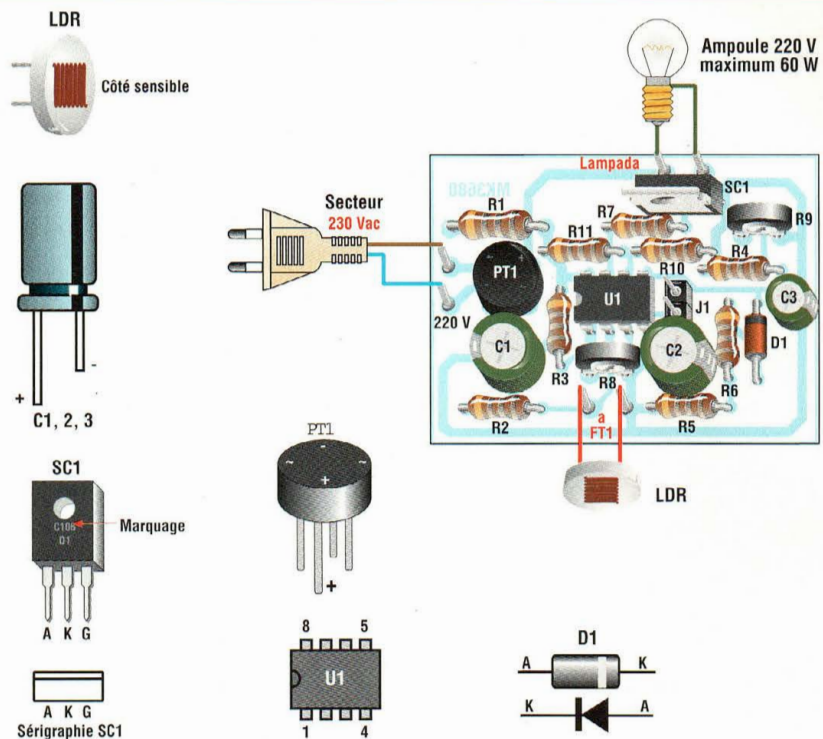 LDR
Côté sensible
C1, 2, 3
+
-
SC1
C106
D1
Marquage
A K G
A K G
Sérigraphie SC1
Secteur
230 Vac
220 V
Ampoule 220 V
maximum 60 W
Lampada
MK3680
SC1
R1
R7
R9
R11
R4
R10
PT1
U1
J1
C3
C1
C2
D1
R3
R8
R6
R2
R5
a
FT1
LDR
PT1
~ - ~
+
+
8 5
U1
1 4
D1
A K
K A